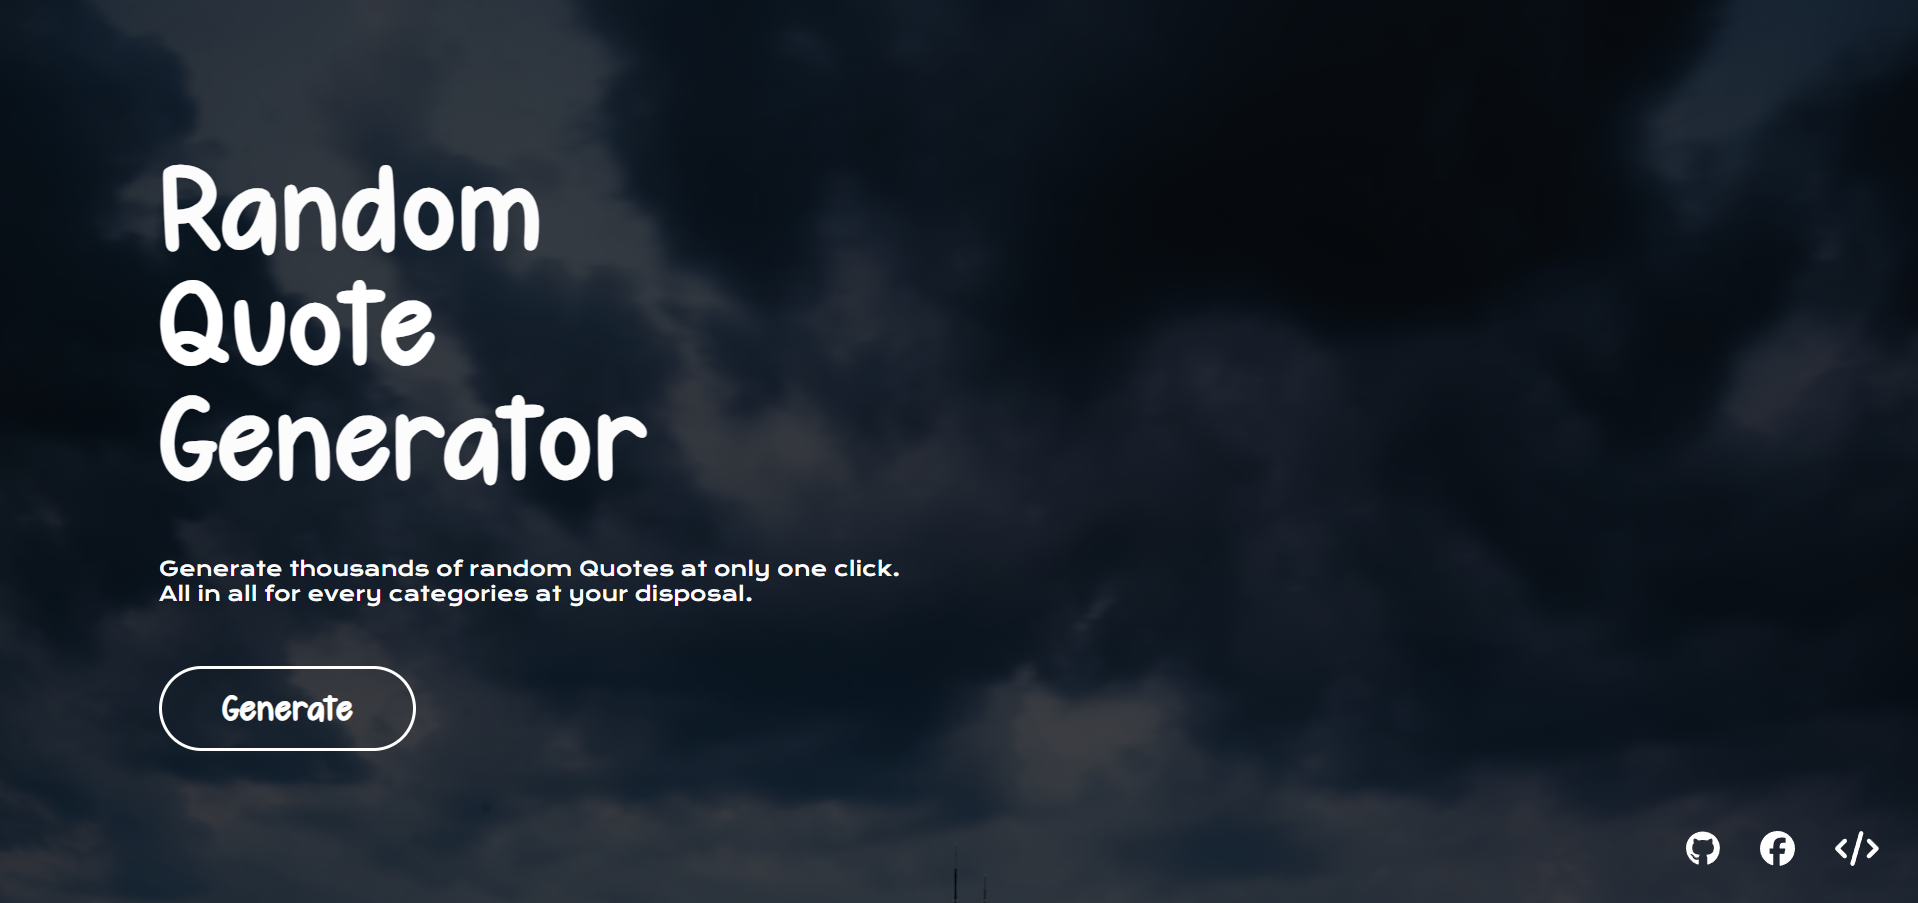 Random
Quote
Generator
Generate thousands of random Quotes at only one click.
All in all for every categories at your disposal.
Generate